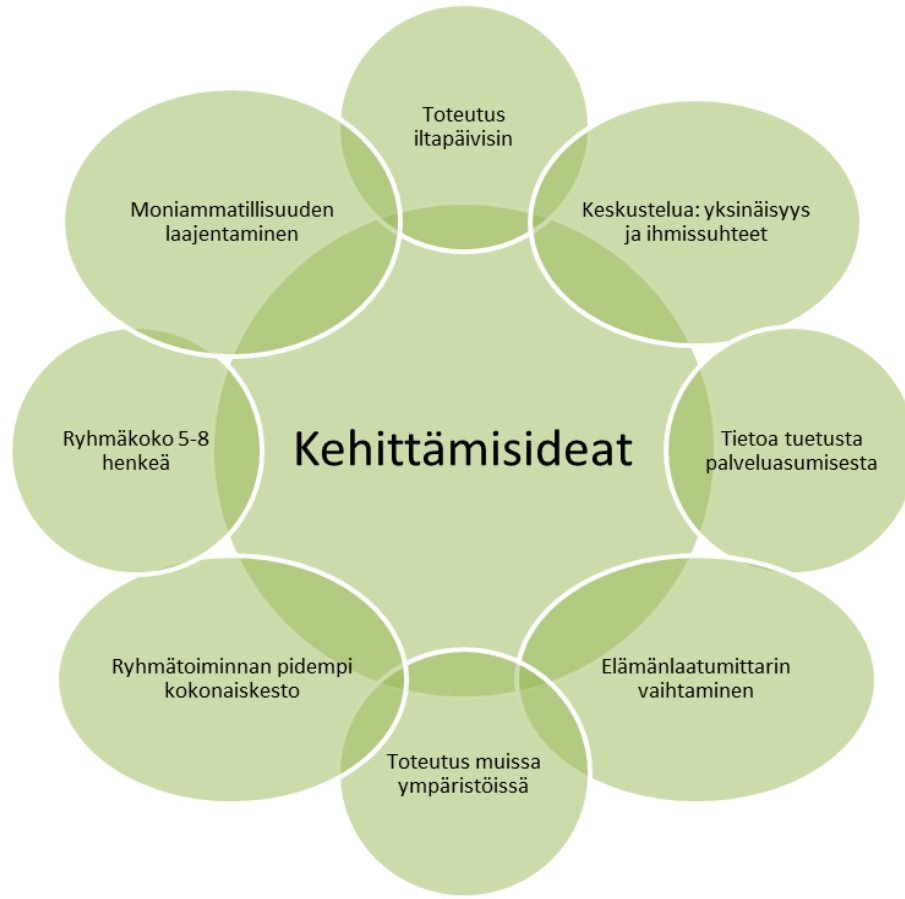 Toteutus
iltapäivisin
Keskustelua: yksinäisyys
ja ihmissuhteet
Tietoa tuetusta
palveluasumisesta
Elämänlaatumittarin
vaihtaminen
Toteutus muissa
ympäristöissä
Ryhmätoiminnan pidempi
kokonaiskesto
Ryhmäkoko 5-8
henkeä
Moniammatillisuuden
laajentaminen
Kehittämisideat